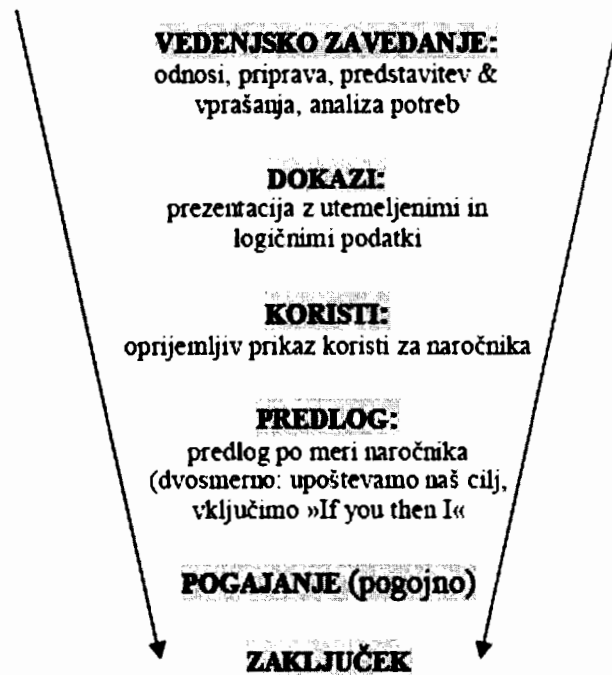 VEDENJSKO ZAVEDANJE:
odnosi, priprava, predstavitev &
vprašanja, analiza potreb
DOKAZI:
prezentacija z utemeljenimi in
logičnimi podatki
KORISTI:
oprijemljiv prikaz koristi za naročnika
PREDLOG:
predlog po meri naročnika
(dvosmerno: upoštevamo naš cilj,
vključimo »If you then I«
POGAJANJE (pogojno)
ZAKLJUČEK